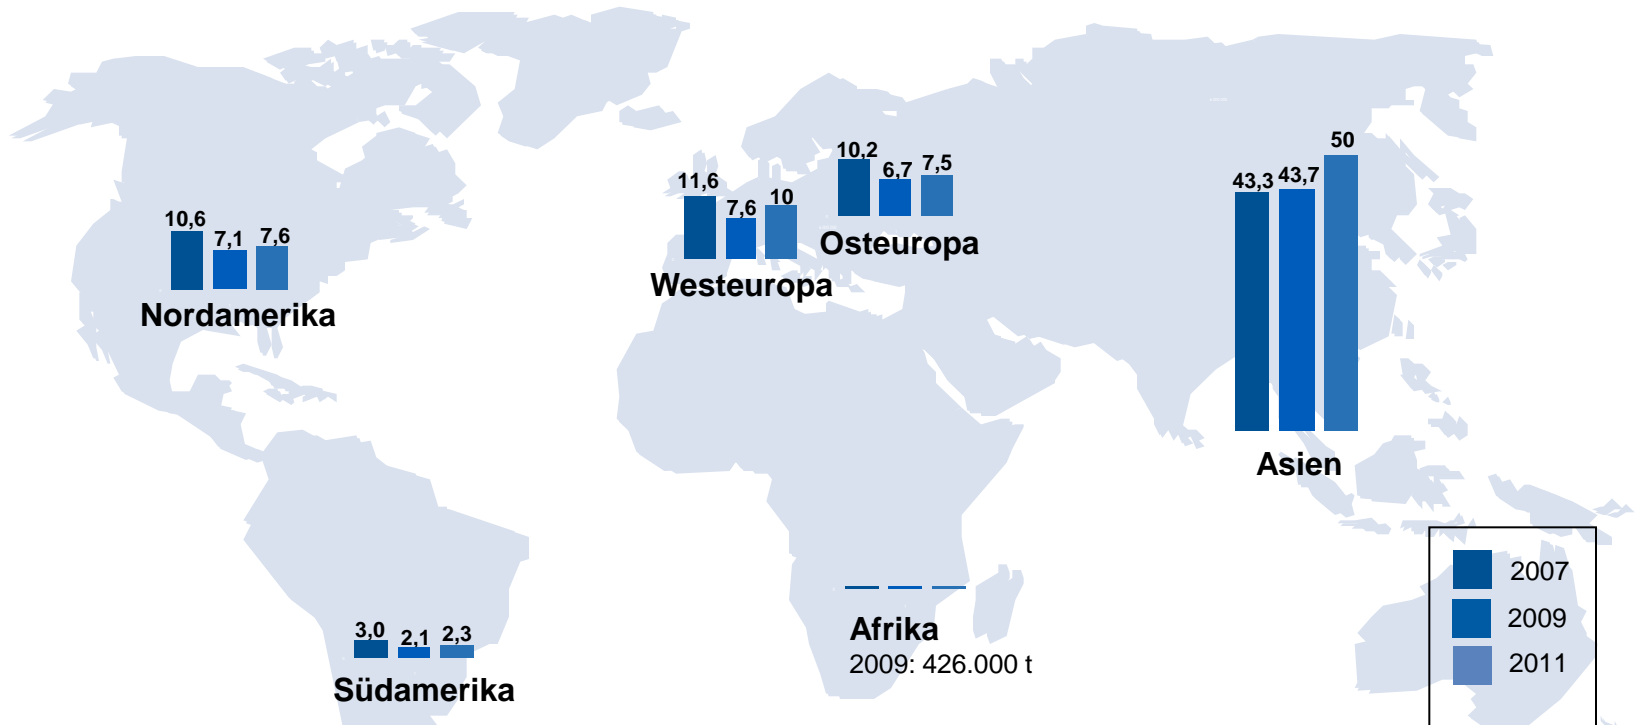 10,6
7,1
7,6
Nordamerika
11,6
7,6
10
Westeuropa
10,2
6,7
7,5
Osteuropa
43,3
43,7
50
Asien
3,0
2,1
2,3
Südamerika
Afrika
2009: 426.000 t
2007
2009
2011